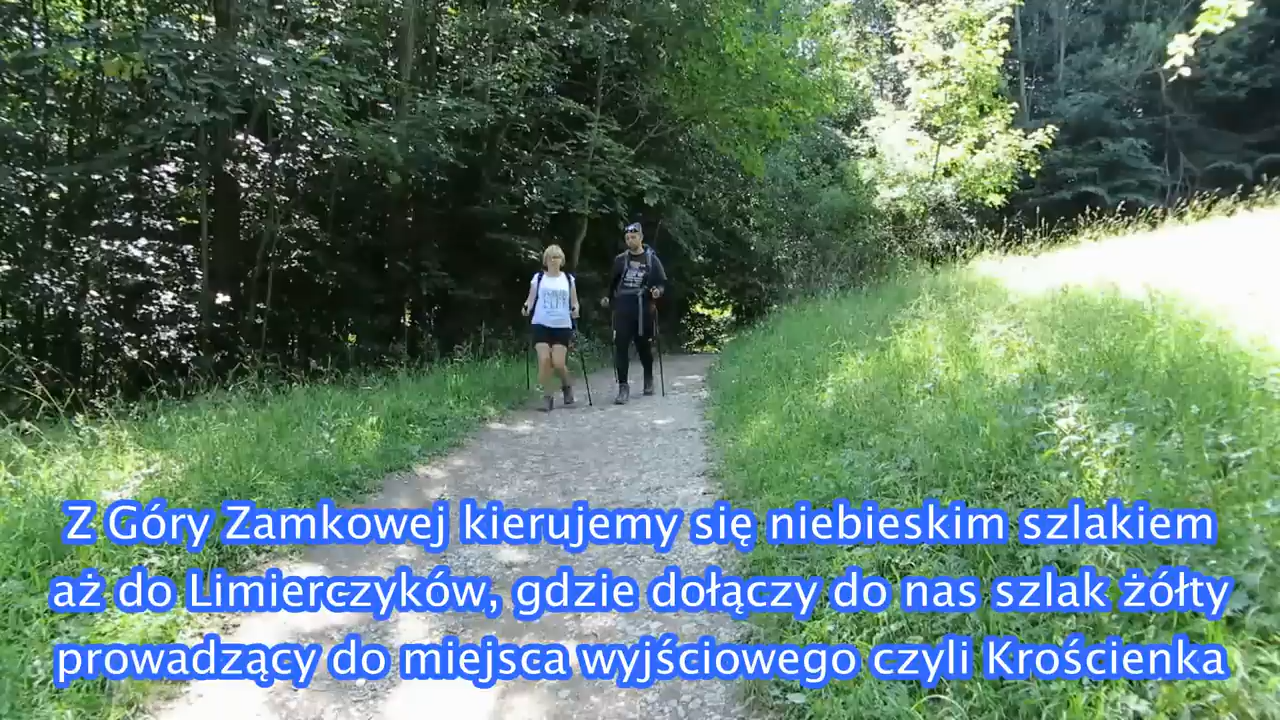 Z Góry Zamkowej kierujemy się niebieskim szlakiem
aż do Limierczyków, gdzie dołączy do nas szlak żółty
prowadzący do miejsca wyjściowego czyli Krościenka